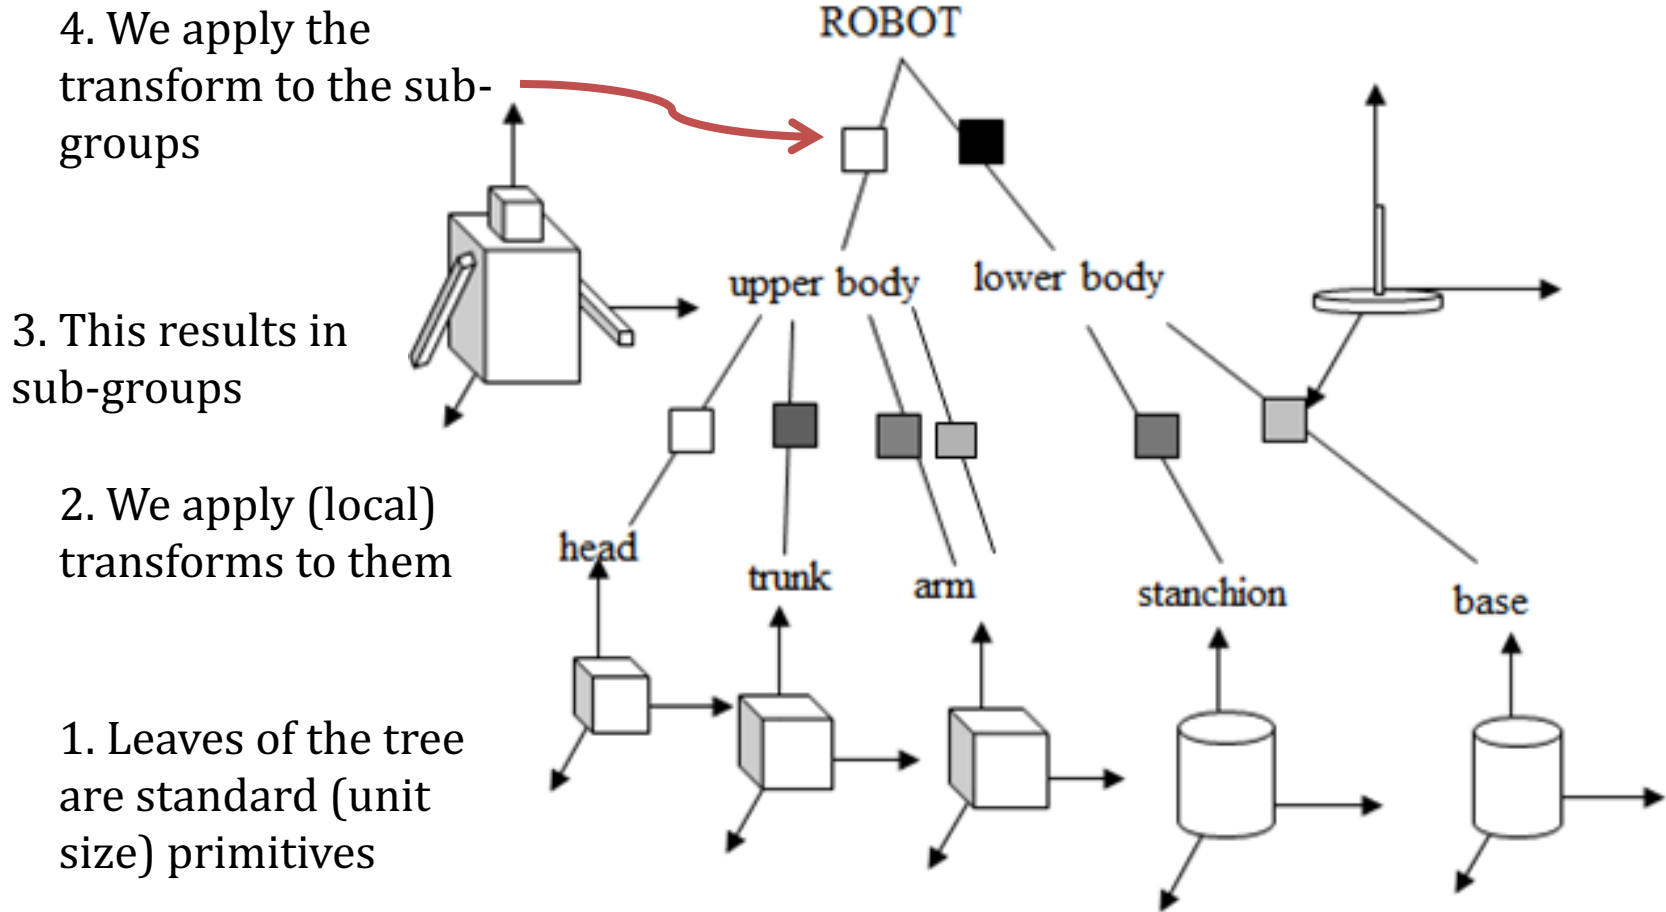 4. We apply the
transform to the sub-
groups
ROBOT
upper body
lower body
3. This results in
sub-groups
2. We apply (local)
transforms to them
head
trunk
arm
stanchion
base
1. Leaves of the tree
are standard (unit
size) primitives